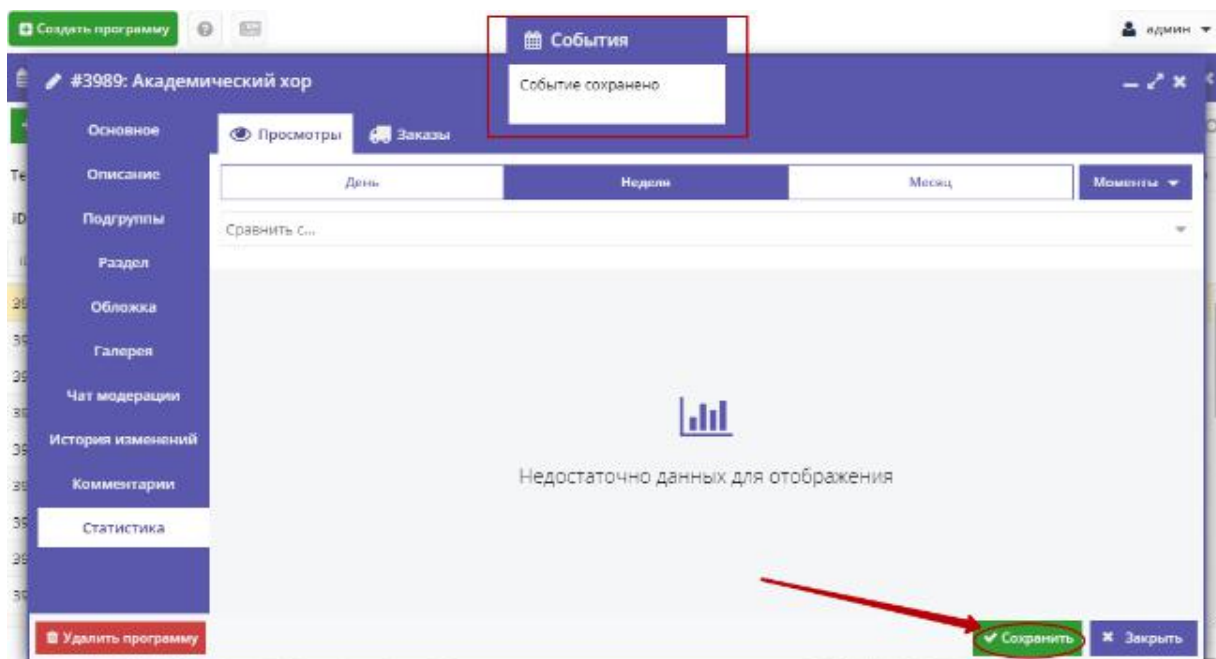 Создать программу
админ
События
Событие сохранено
#3989: Академический хор
Основное
Описание
Подгруппы
Раздел
Обложка
Галерея
Чат модерации
История изменений
Комментарии
Статистика
Просмотры Заказы
День Неделя Месяц Моменты
Сравнить с...
Недостаточно данных для отображения
Удалить программу
Сохранить Закрыть